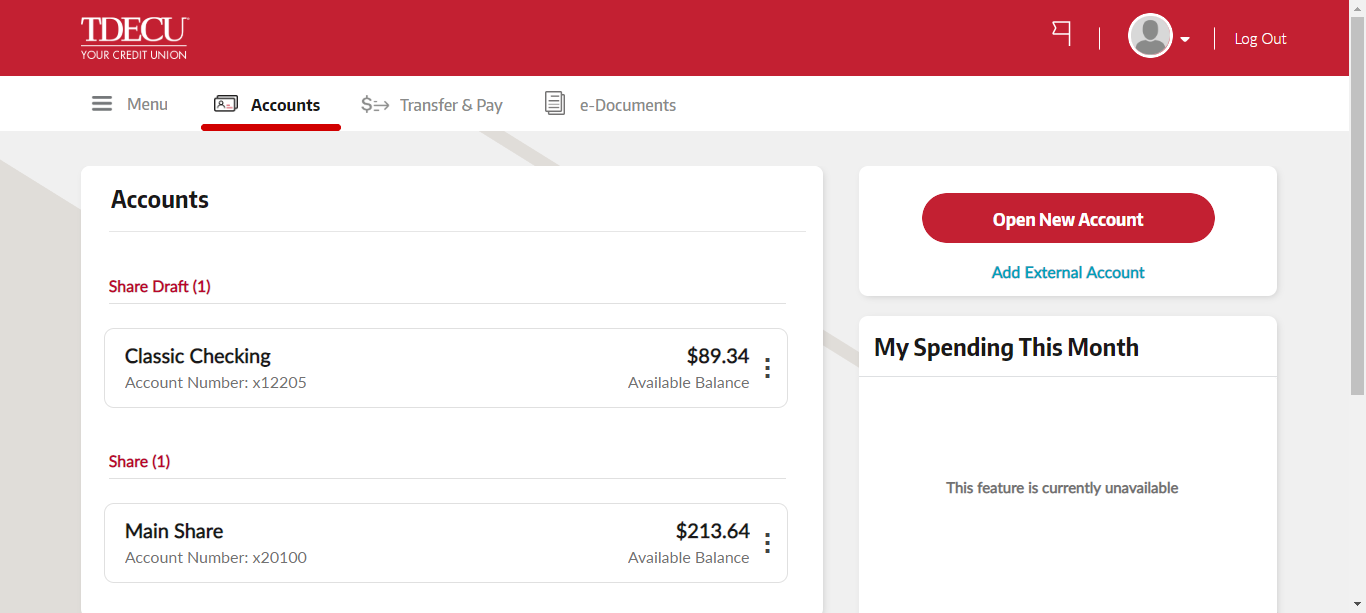 TDECU
YOUR CREDIT UNION
Log Out
Menu
Accounts
Transfer & Pay
e-Documents
Accounts
Share Draft (1)
Classic Checking
$89.34
Account Number: x12205
Available Balance
Share (1)
Main Share
$213.64
Account Number: x20100
Available Balance
Open New Account
Add External Account
My Spending This Month
This feature is currently unavailable